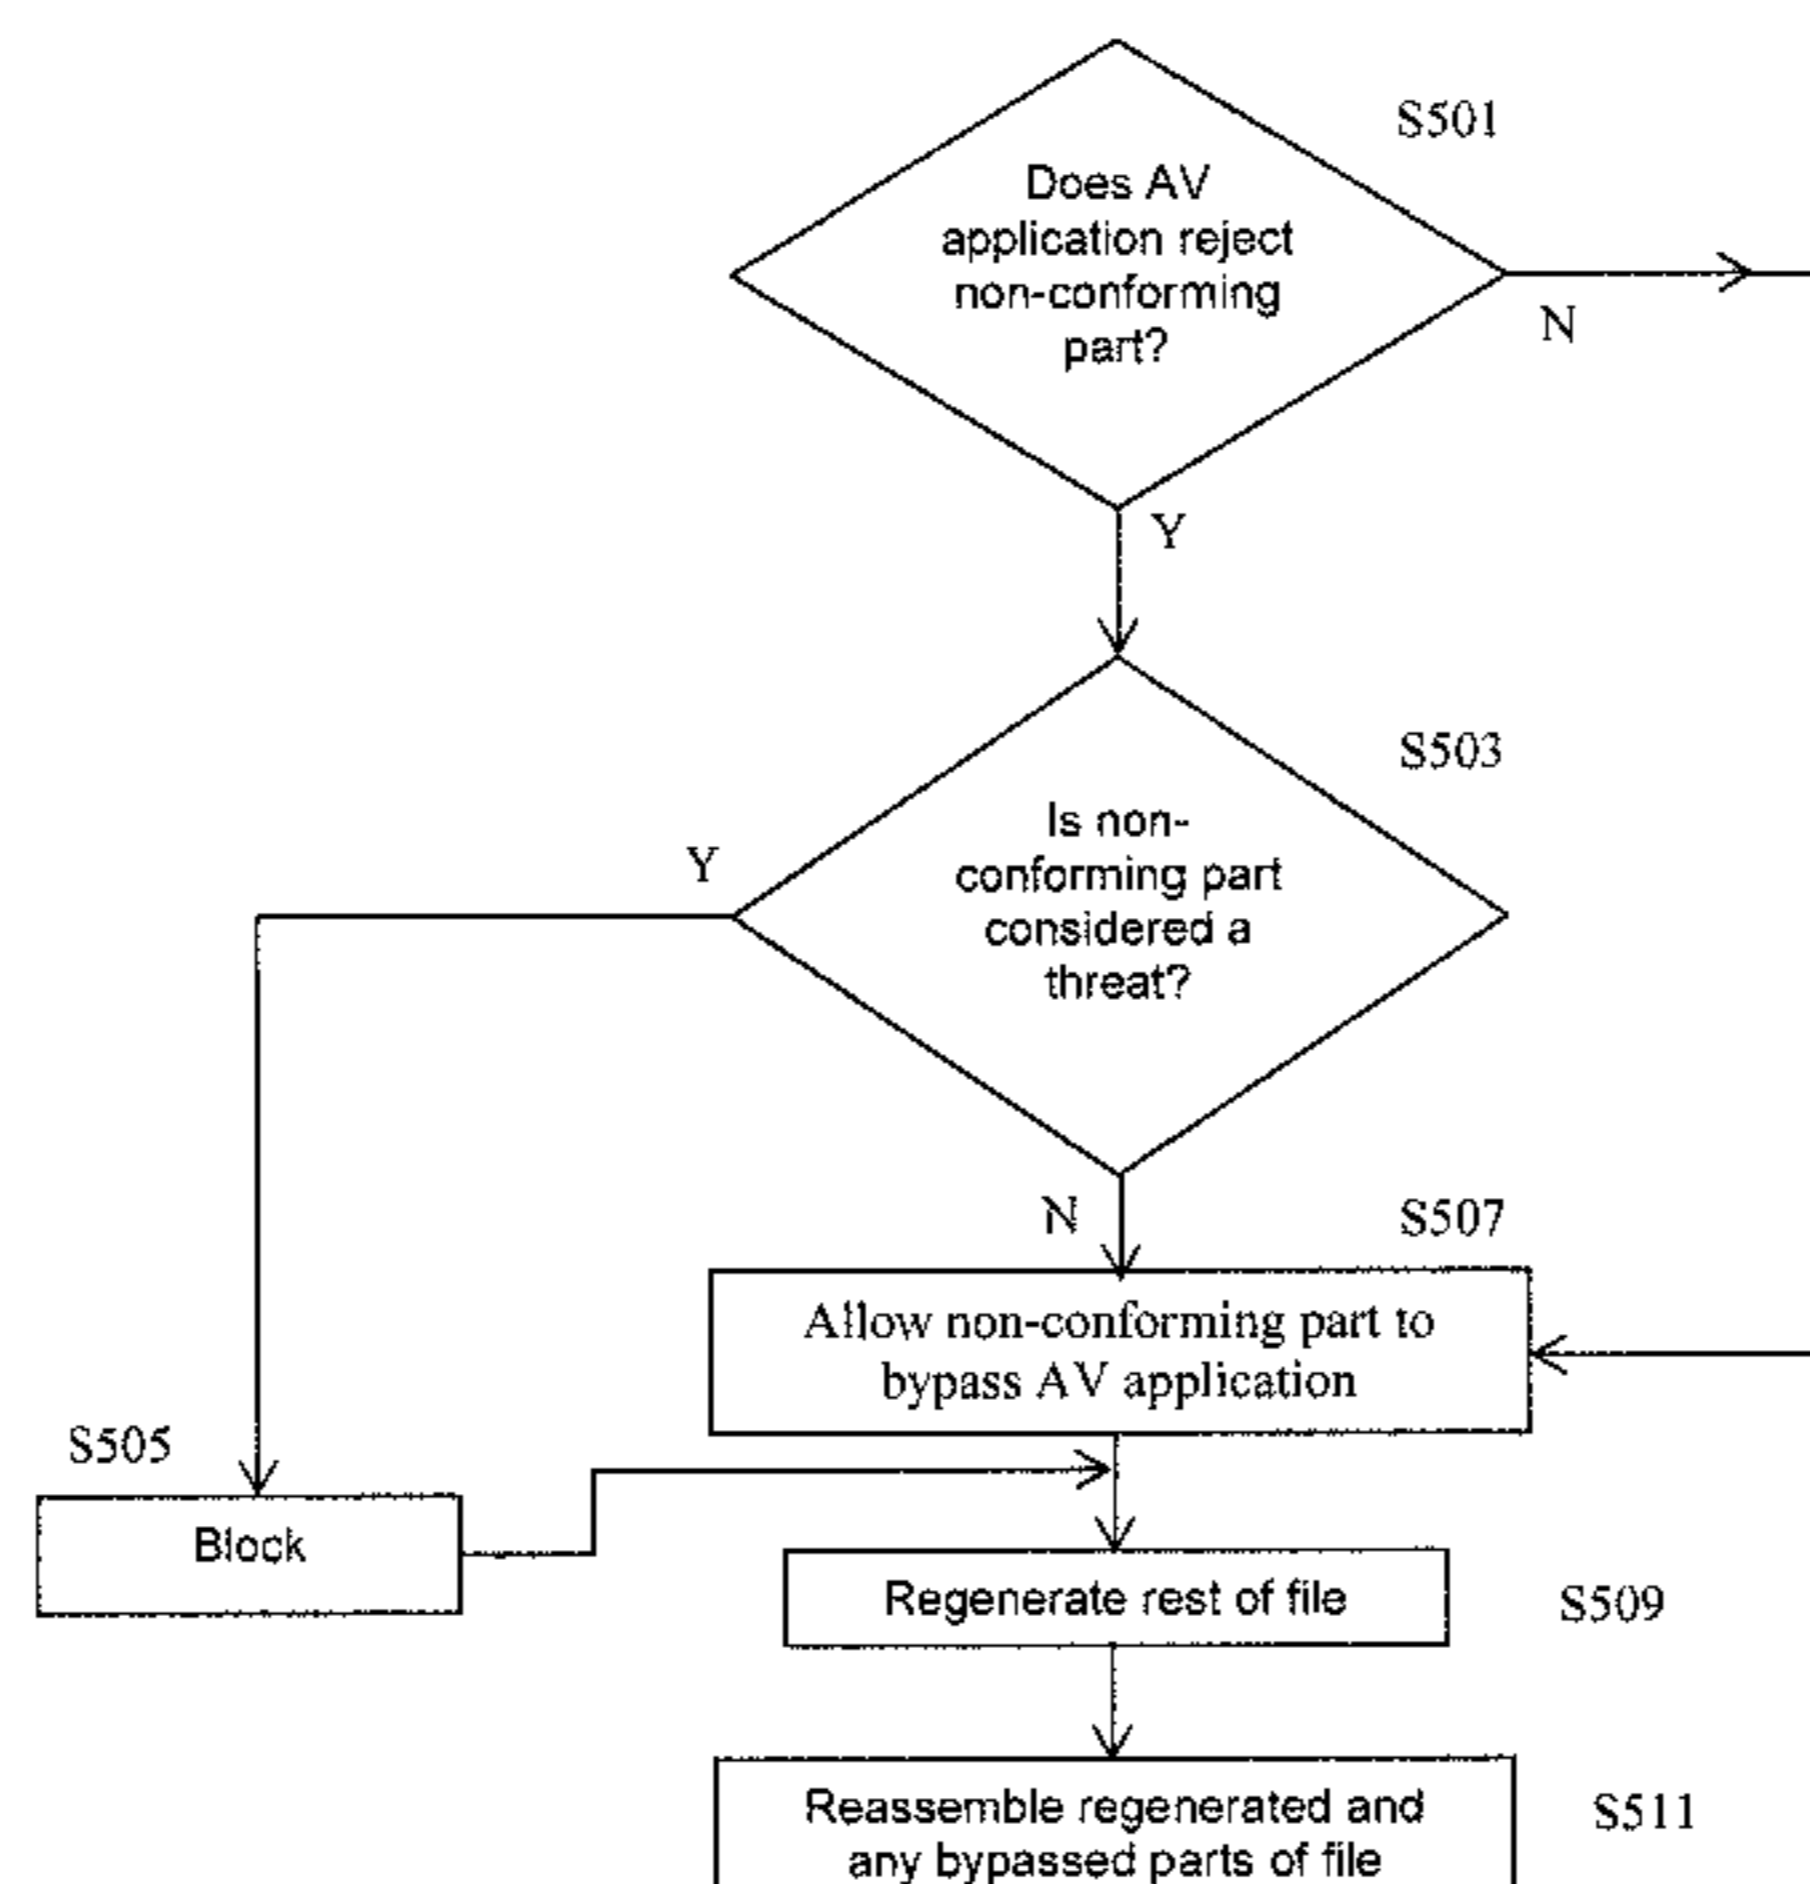 S501
Does AV
application reject
non-conforming
part?
N
Y
S503
Is non-
conforming part
considered a
threat?
Y
N
S507
Allow non-conforming part to
bypass AV application
S505
Block
Regenerate rest of file
S509
Reassemble regenerated and
any bypassed parts of file
S511